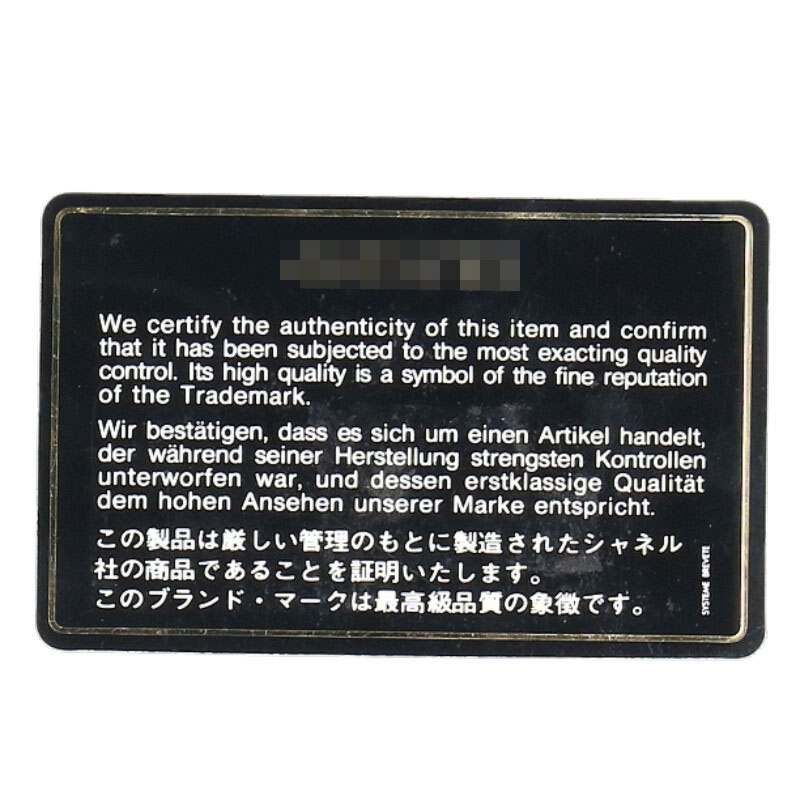 We certify the authenticity of this item and confirm
that it has been subjected to the most exacting quality
control. Its high quality is a symbol of the fine reputation
of the Trademark.
Wir bestätigen, dass es sich um einen Artikel handelt,
der während seiner Herstellung strengsten Kontrollen
unterworfen war, und dessen erstklassige Qualität
dem hohen Ansehen unserer Marke entspricht.
この製品は厳しい管理のもとに製造されたシャネル
社の商品であることを証明いたします。
このブランド・マークは最高級品質の象徴です。
SYSTEME BREVETE